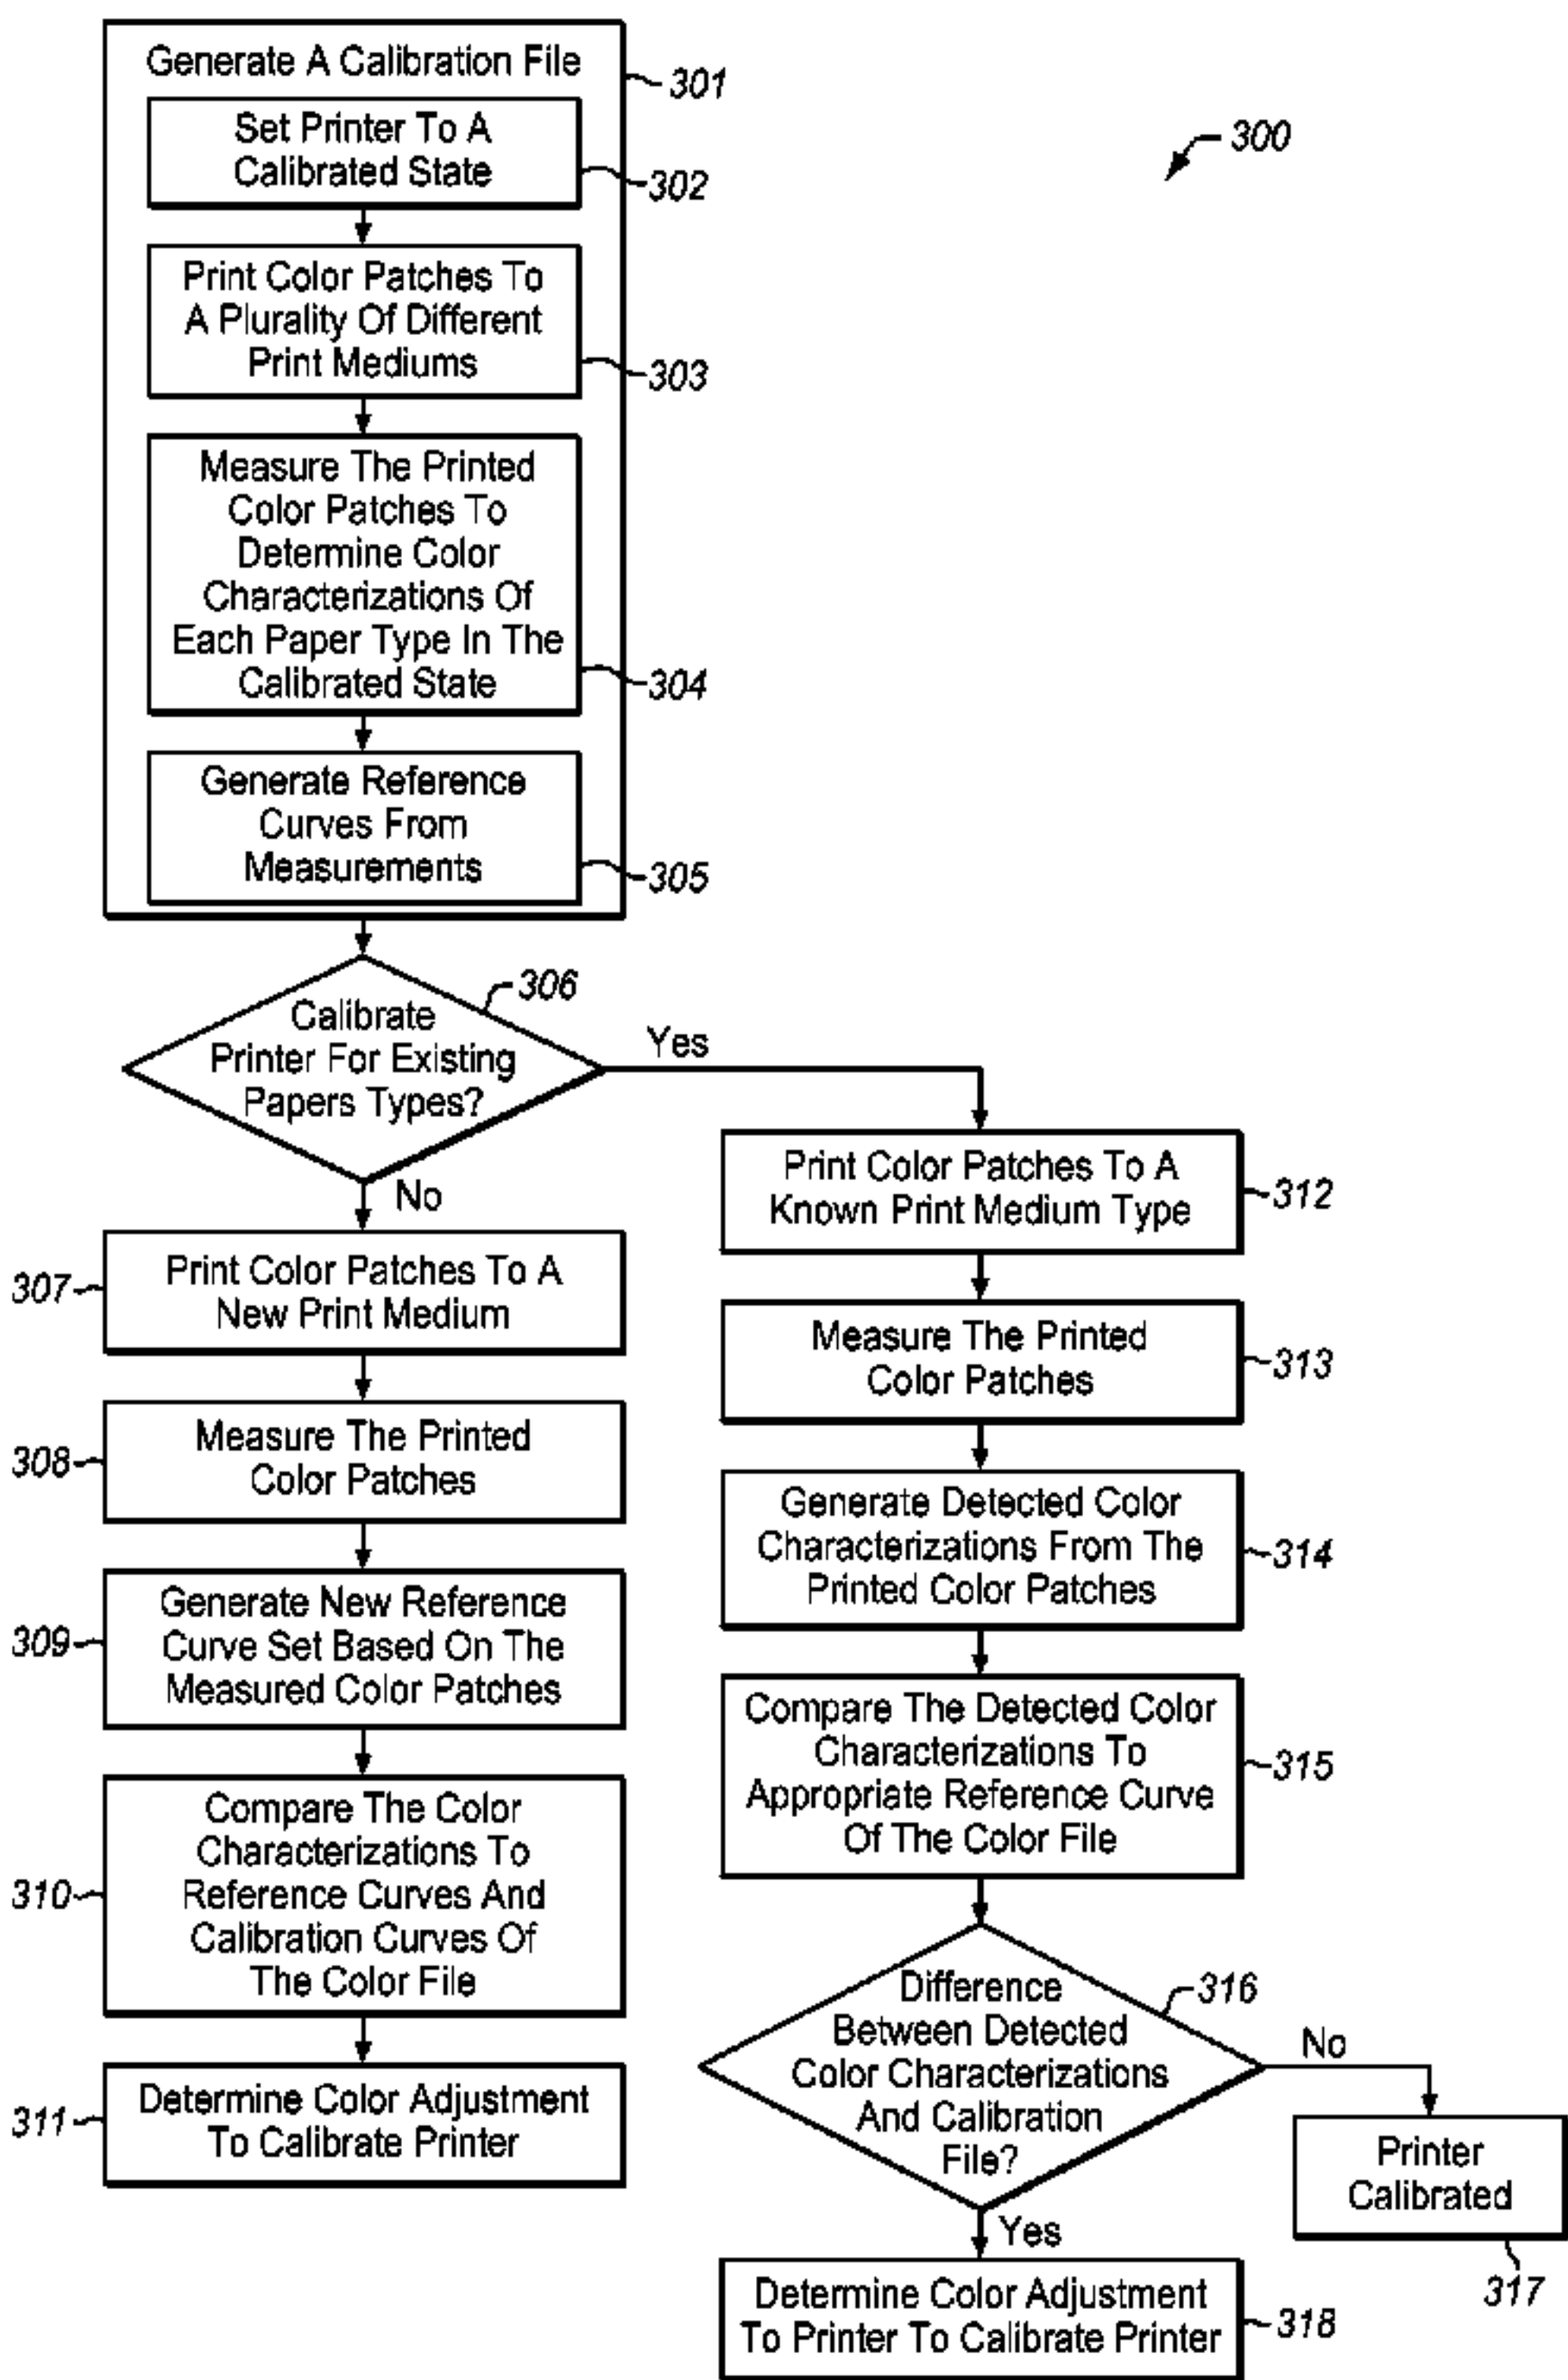 Generate A Calibration File
301
300
Set Printer To A
Calibrated State
302
Print Color Patches To
A Plurality Of Different
Print Mediums
303
Measure The Printed
Color Patches To
Determine Color
Characterizations Of
Each Paper Type In The
Calibrated State
304
Generate Reference
Curves From
Measurements
305
306
Calibrate
Printer For Existing
Papers Types?
Yes
No
307
Print Color Patches To A
New Print Medium
308
Measure The Printed
Color Patches
309
Generate New Reference
Curve Set Based On The
Measured Color Patches
310
Compare The Color
Characterizations To
Reference Curves And
Calibration Curves Of
The Color File
311
Determine Color Adjustment
To Calibrate Printer
Print Color Patches To A
Known Print Medium Type
312
Measure The Printed
Color Patches
313
Generate Detected Color
Characterizations From The
Printed Color Patches
314
Compare The Detected Color
Characterizations To
Appropriate Reference Curve
Of The Color File
315
Difference
Between Detected
Color Characterizations
And Calibration
File?
316
No
Printer
Calibrated
317
Yes
Determine Color Adjustment
To Printer To Calibrate Printer
318